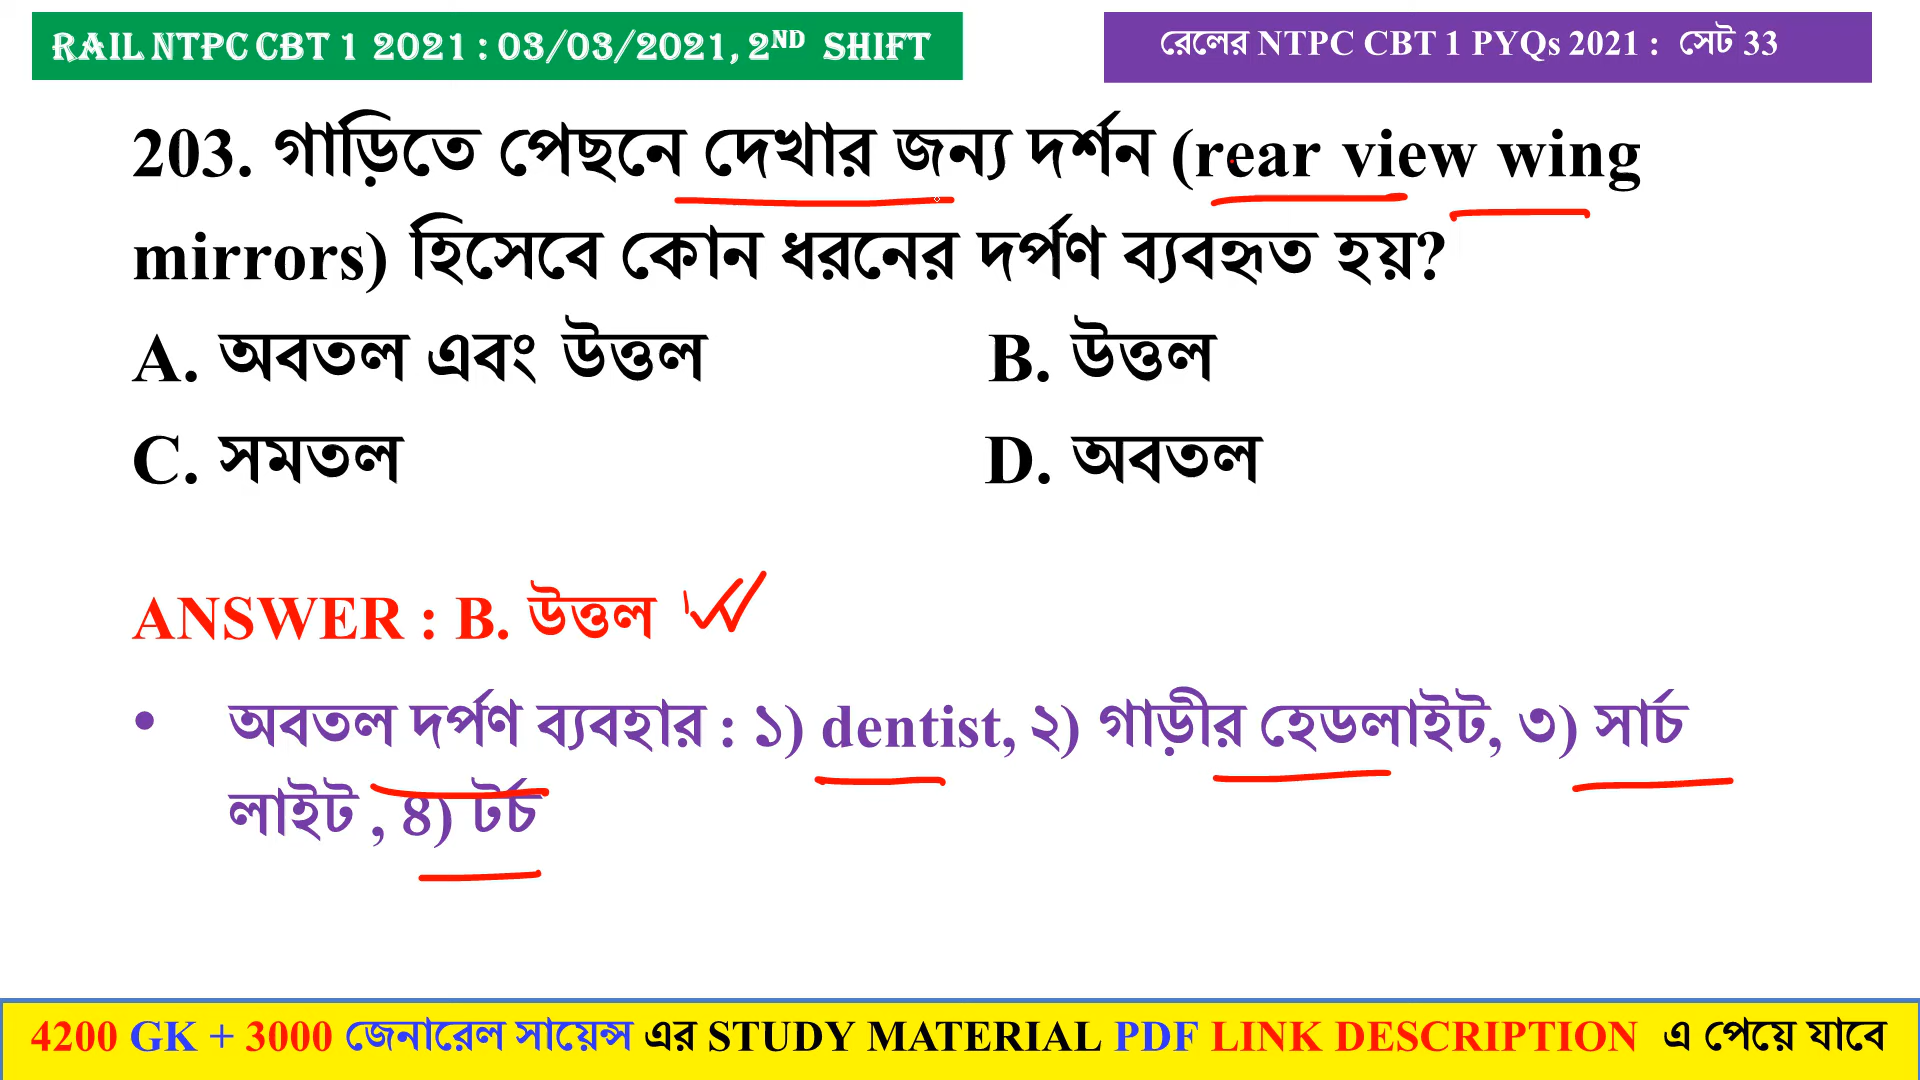 RAIL NTPC CBT 1 2021 : 03/03/2021, 2ND SHIFT
রেলের NTPC CBT 1 PYQs 2021 : সেট 33
203. গাড়িতে পেছনে দেখার জন্য দর্শন (rear view wing
mirrors) হিসেবে কোন ধরনের দর্পণ ব্যবহৃত হয়?
A. অবতল এবং উত্তল B. উত্তল
C. সমতল D. অবতল
ANSWER : B. উত্তল
• অবতল দর্পণ ব্যবহার : ১) dentist, ২) গাড়ীর হেডলাইট, ৩) সার্চ
লাইট , ৪) টর্চ
4200 GK + 3000 জেনারেল সায়েন্স এর STUDY MATERIAL PDF LINK DESCRIPTION এ পেয়ে যাবে